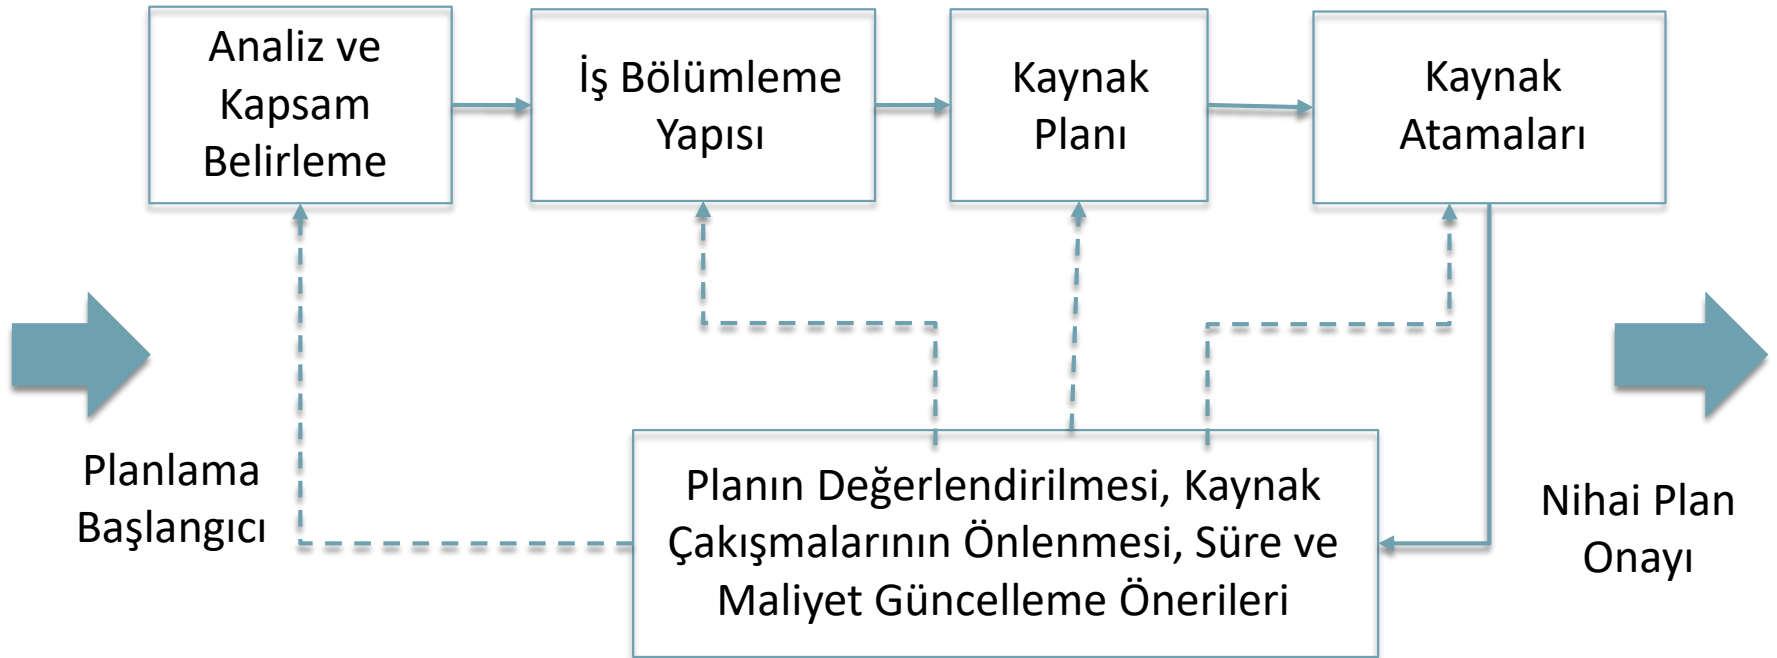 Analiz ve
Kapsam
Belirleme
İş Bölümleme
Yapısı
Kaynak
Planı
Kaynak
Atamaları
Planlama
Başlangıcı
Planın Değerlendirilmesi, Kaynak
Çakışmalarının Önlenmesi, Süre ve
Maliyet Güncelleme Önerileri
Nihai Plan
Onayı